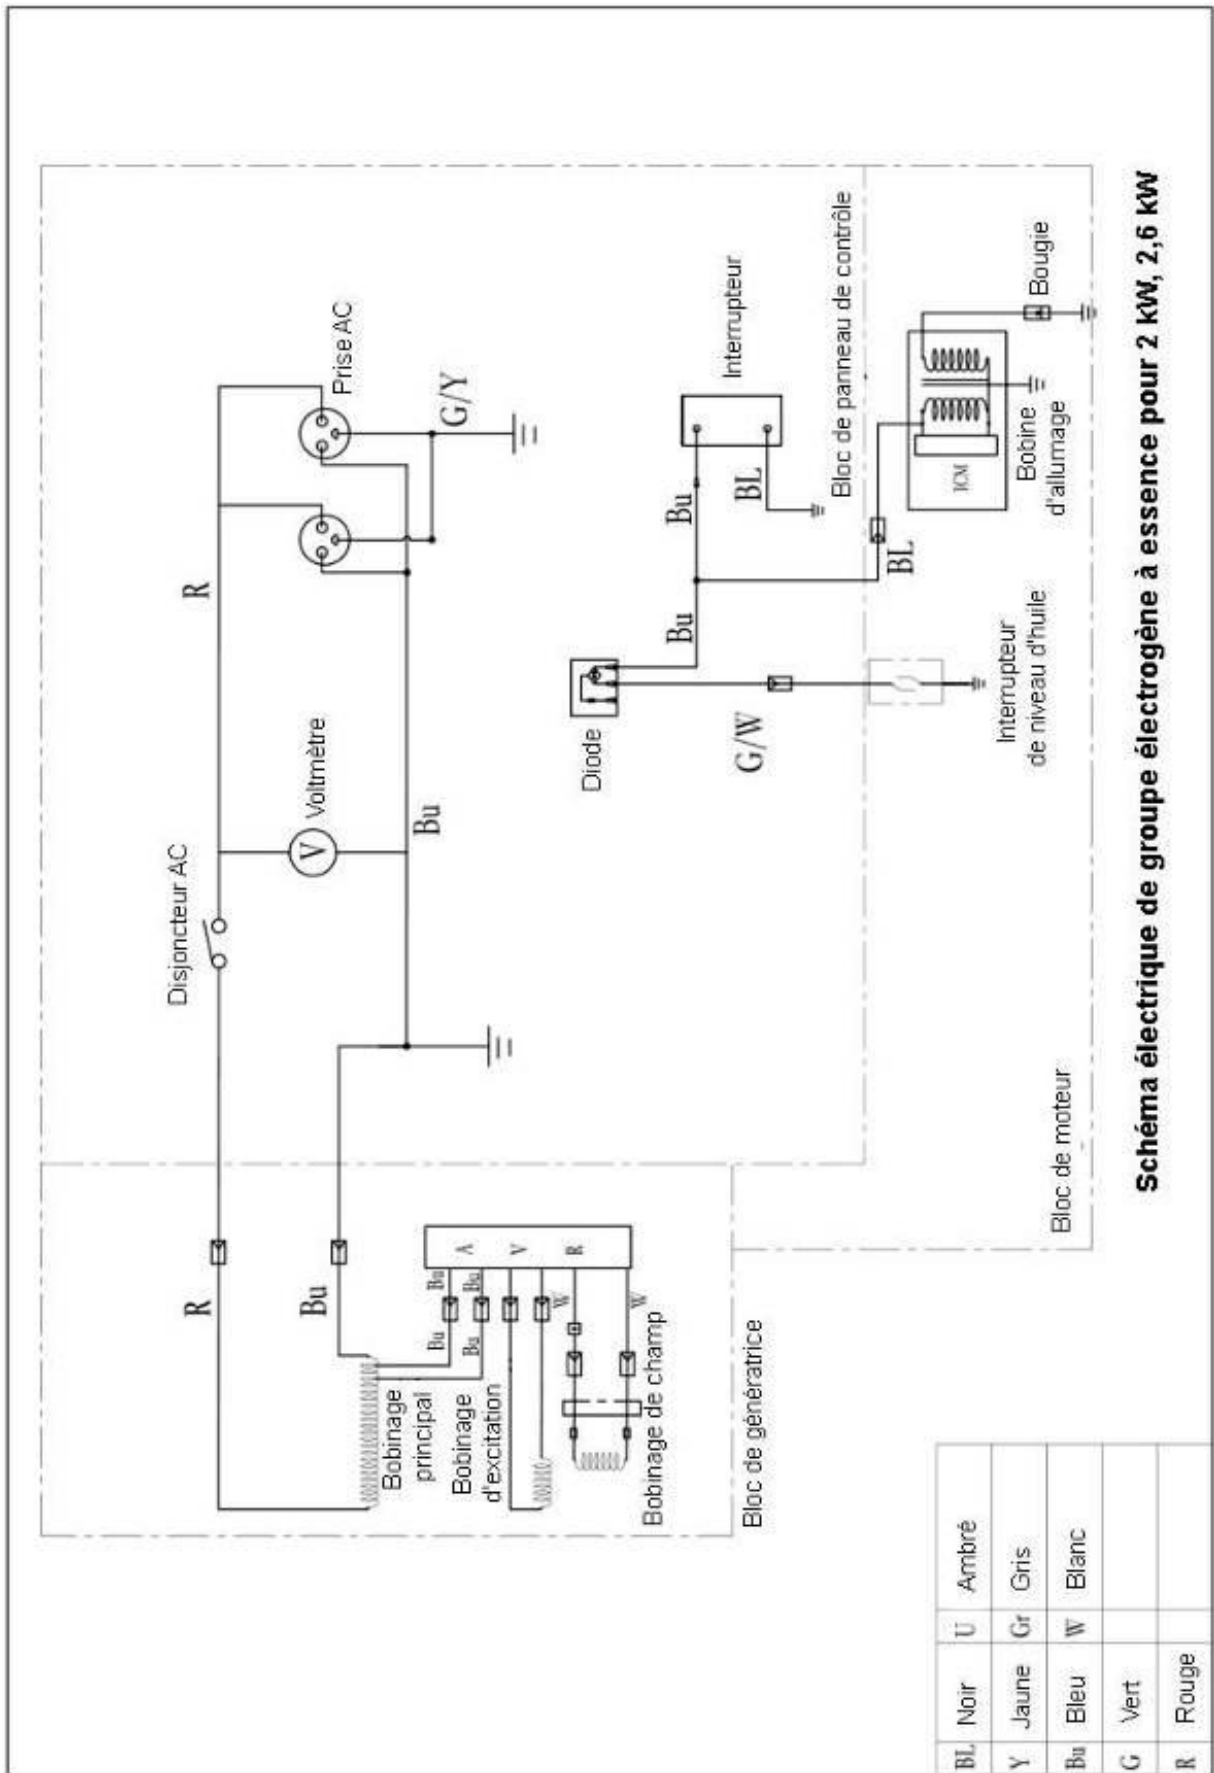 Disjoncteur AC
R
R
Voltmètre
V
Prise AC
G/Y
Bu
Bu
Bobinage
principal
Bobinage
d'excitation
Bobinage de champ
Bu
Bu
Bu
Bu
W
W
A
V
R
Bloc de génératrice
Diode
Bu
Bu
G/W
BL
Interrupteur
Bloc de panneau de contrôle
BL
Interrupteur
de niveau d'huile
ICM
Bobine
d'allumage
Bougie
Bloc de moteur
BL Noir U Ambré
Y Jaune Gr Gris
Bu Bleu W Blanc
G Vert
R Rouge
Schéma électrique de groupe électrogène à essence pour 2 kW, 2,6 kW